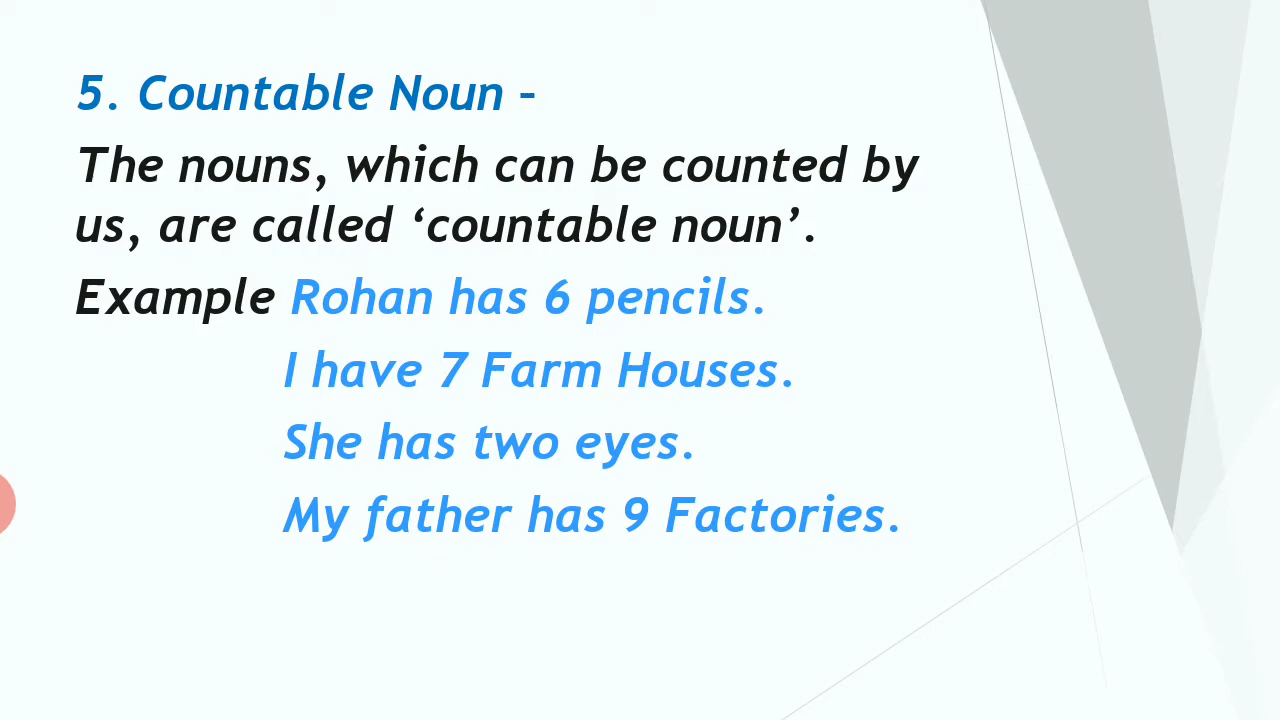 5. Countable Noun –
The nouns, which can be counted by
us, are called ‘countable noun’.
Example Rohan has 6 pencils.
I have 7 Farm Houses.
She has two eyes.
My father has 9 Factories.